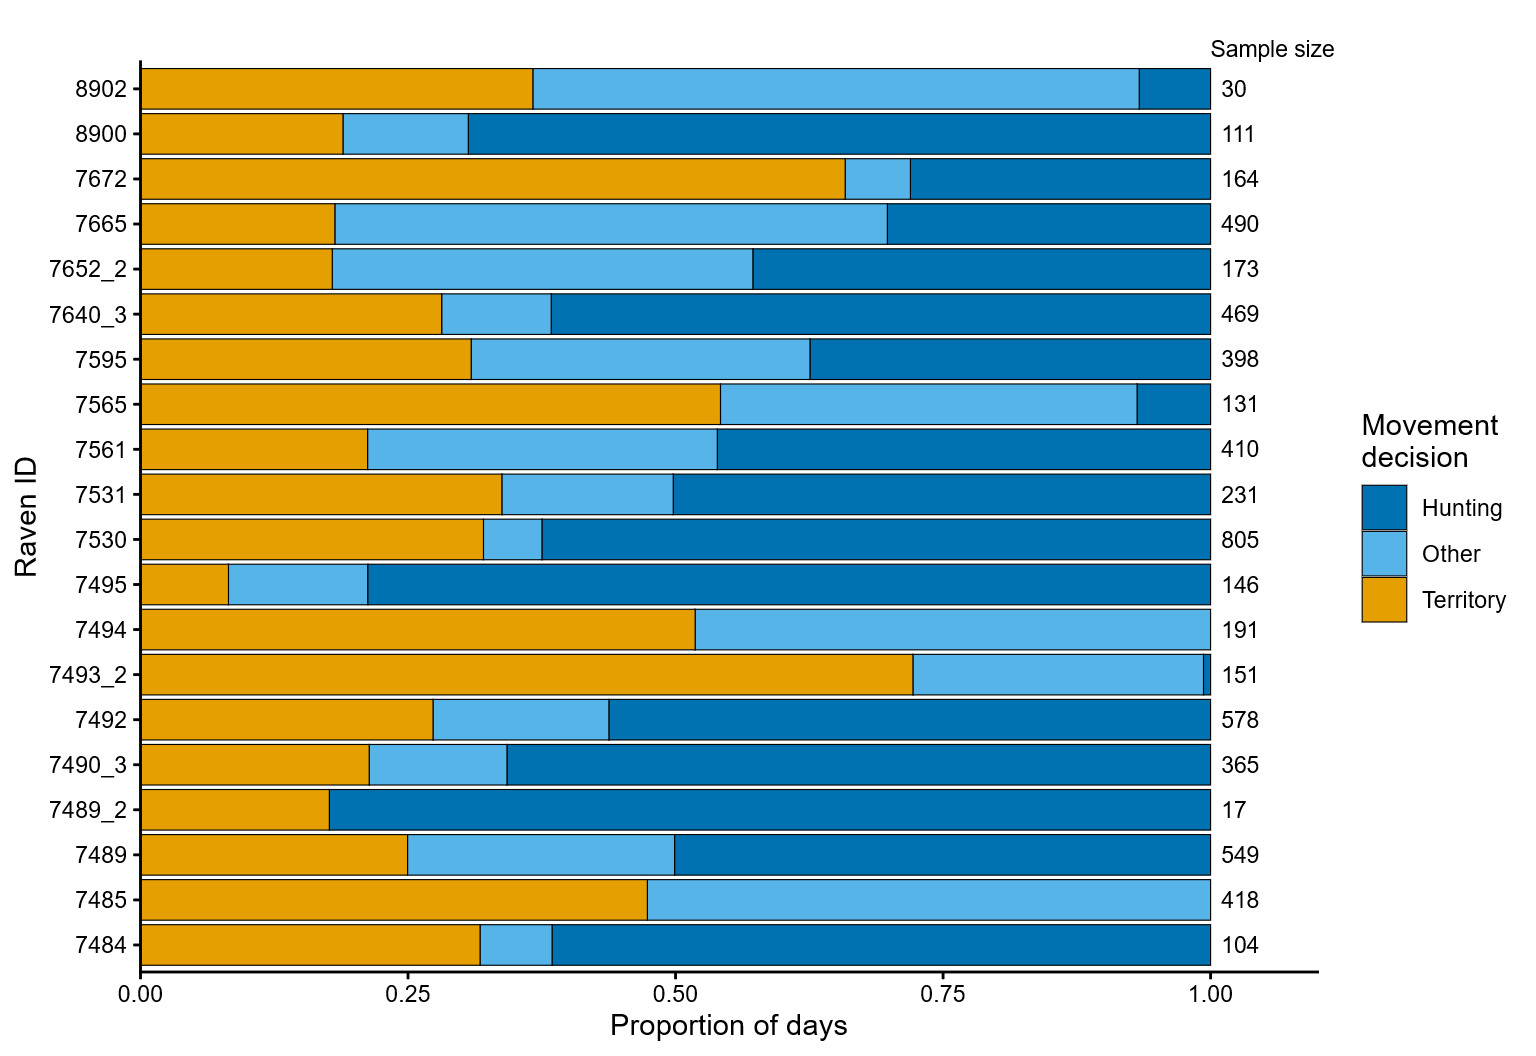 Sample size
8902 30
8900 111
7672 164
7665 490
7652_2 173
7640_3 469
7595 398
7565 131
7561 410
7531 231
7530 805
7495 146
7494 191
7493_2 151
7492 578
7490_3 365
7489_2 17
7489 549
7485 418
7484 104
0.00 0.25 0.50 0.75 1.00
Proportion of days
Raven ID
Movement
decision
Hunting
Other
Territory